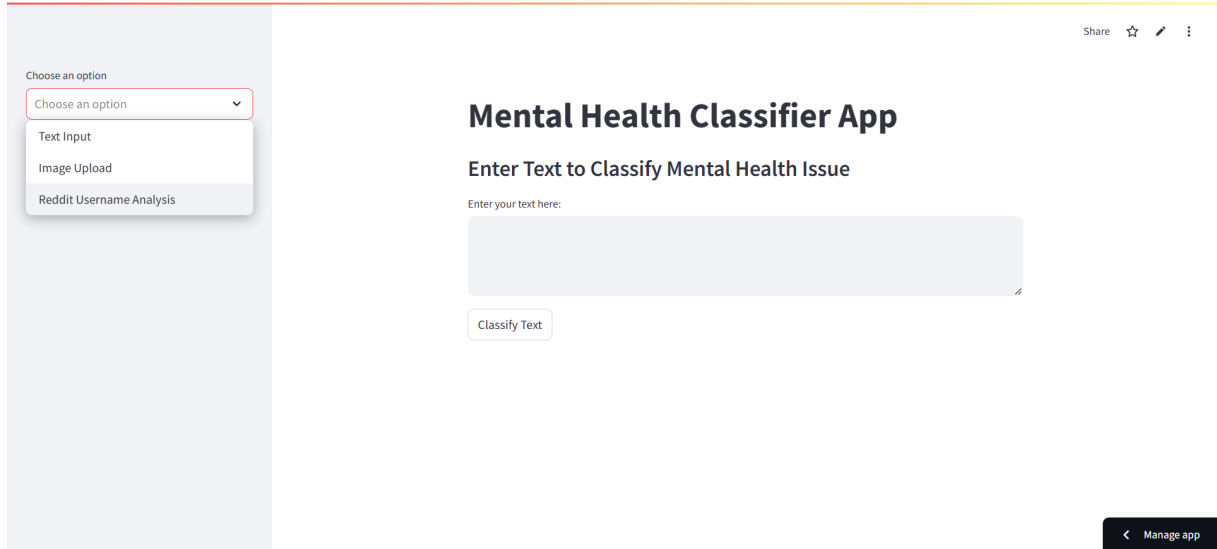 Share
Choose an option
Choose an option
Text Input
Image Upload
Reddit Username Analysis
Mental Health Classifier App
Enter Text to Classify Mental Health Issue
Enter your text here:
Classify Text
Manage app